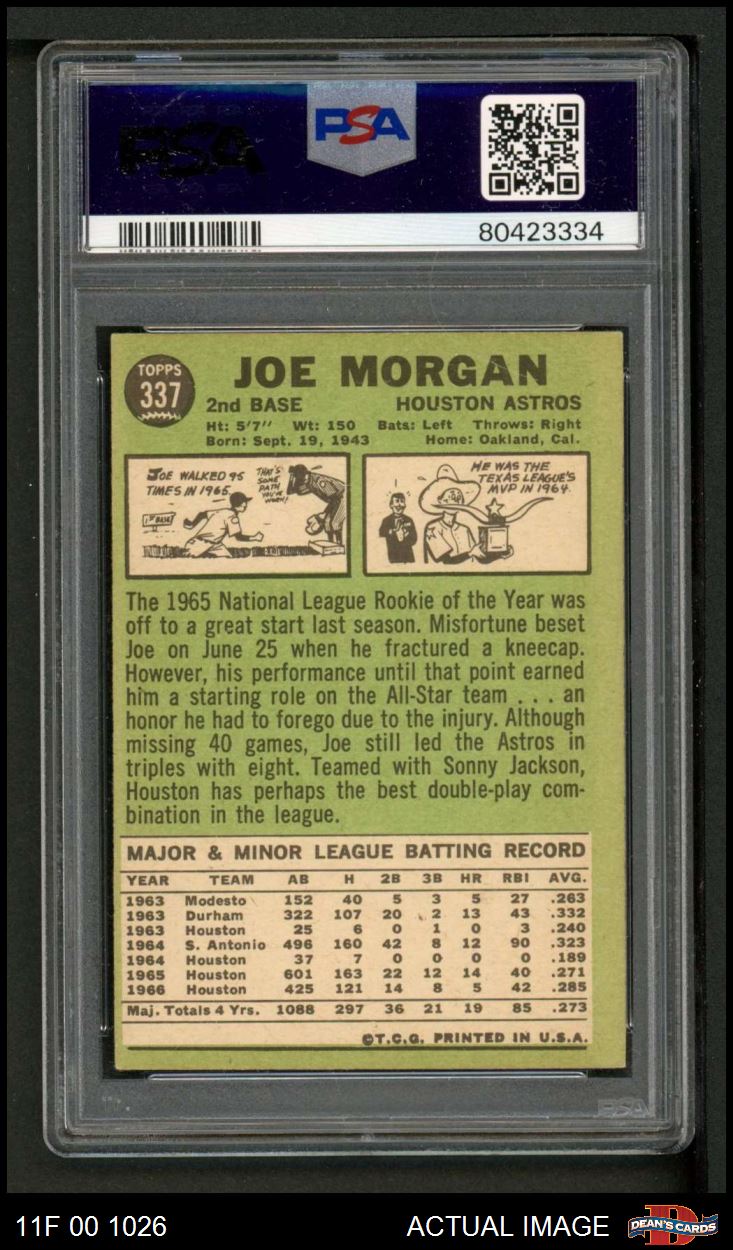 PSA
PSA
80423334
TOPPS
337
JOE MORGAN
2nd BASE HOUSTON ASTROS
Ht: 5'7" Wt: 150 Bats: Left Throws: Right
Born: Sept. 19, 1943 Home: Oakland, Cal.
JOE WALKED 95
TIMES IN 1965.
THAT'S
SOME
PATH
YOU'VE
WORN!
1ST BASE
HE WAS THE
TEXAS LEAGUE'S
MVP IN 1964.
The 1965 National League Rookie of the Year was
off to a great start last season. Misfortune beset
Joe on June 25 when he fractured a kneecap.
However, his performance until that point earned
him a starting role on the All-Star team . . . an
honor he had to forego due to the injury. Although
missing 40 games, Joe still led the Astros in
triples with eight. Teamed with Sonny Jackson,
Houston has perhaps the best double-play com-
bination in the league.
MAJOR & MINOR LEAGUE BATTING RECORD
YEAR TEAM AB H 2B 3B HR RBI AVG.
1963 Modesto 152 40 5 3 5 27 .263
1963 Durham 322 107 20 2 13 43 .332
1963 Houston 25 6 0 1 0 3 .240
1964 S. Antonio 496 160 42 8 12 90 .323
1964 Houston 37 7 0 0 0 0 .189
1965 Houston 601 163 22 12 14 40 .271
1966 Houston 425 121 14 8 5 42 .285
Maj. Totals 4 Yrs. 1088 297 36 21 19 85 .273
©T.C.G. PRINTED IN U.S.A.
PSA
11F 00 1026 ACTUAL IMAGE DEAN'S CARDS